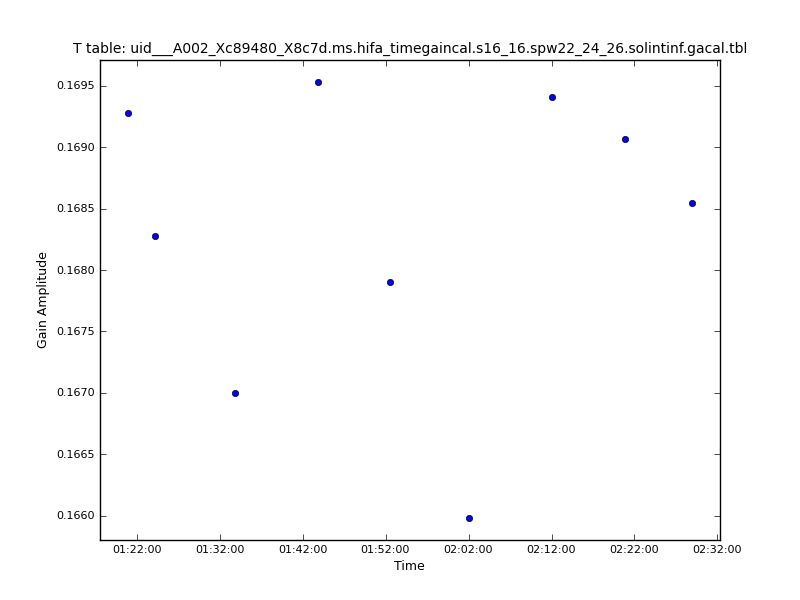 T table: uid___A002_Xc89480_X8c7d.ms.hifa_timegaincal.s16_16.spw22_24_26.solintinf.gacal.tbl
Gain Amplitude
0.1695
0.1690
0.1685
0.1680
0.1675
0.1670
0.1665
0.1660
01:22:00 01:32:00 01:42:00 01:52:00 02:02:00 02:12:00 02:22:00 02:32:00
Time